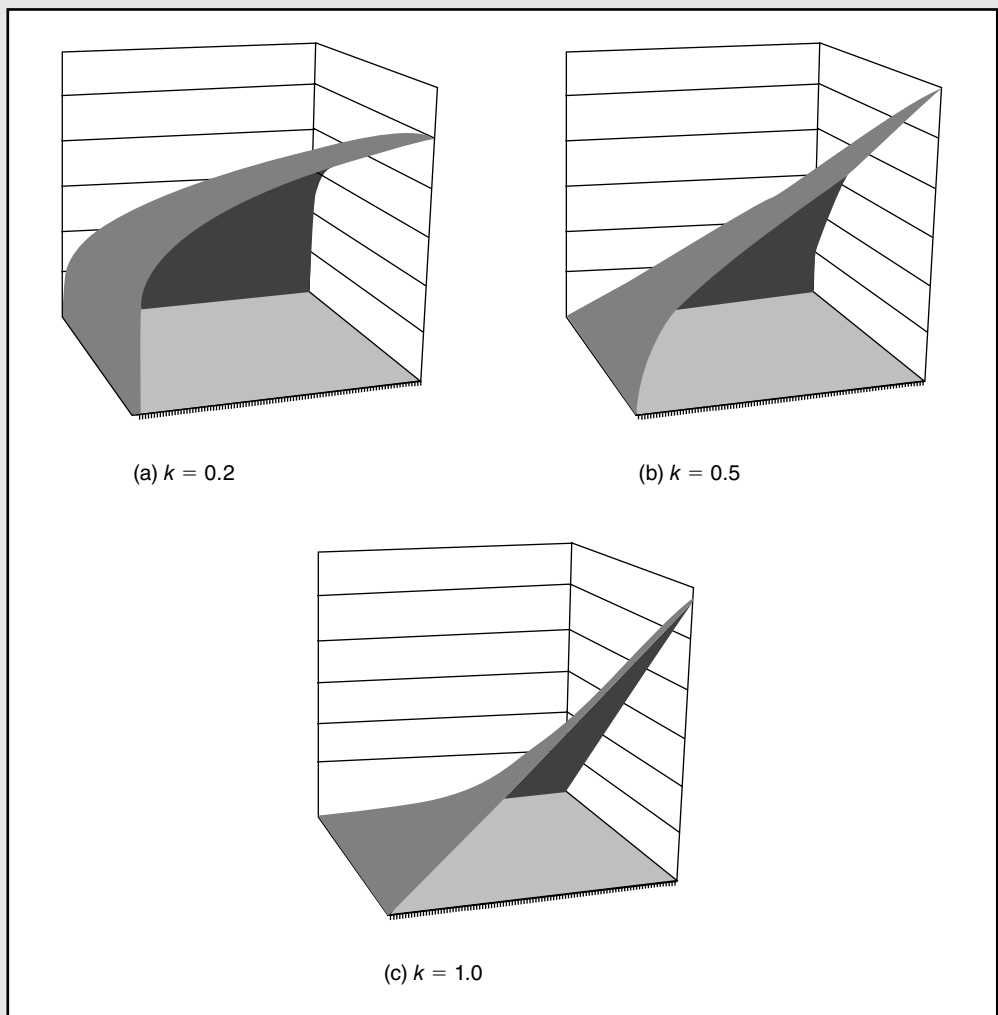 (a) k = 0.2
(b) k = 0.5
(c) k = 1.0